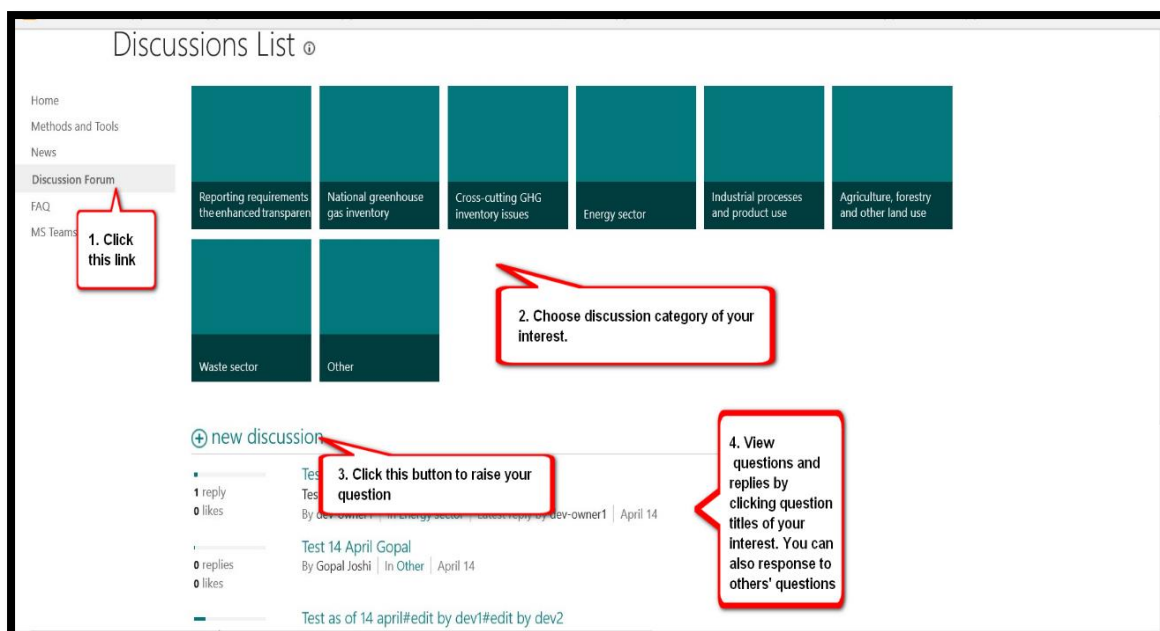 Discussions List
Home
Methods and Tools
News
Discussion Forum
FAQ
MS Teams
1. Click
this link
Reporting requirements
the enhanced transparen
National greenhouse
gas inventory
Cross-cutting GHG
inventory issues
Energy sector
Industrial processes
and product use
Agriculture, forestry
and other land use
Waste sector
Other
2. Choose discussion category of your
interest.
new discussion
3. Click this button to raise your
question
4. View
questions and
replies by
clicking question
titles of your
interest. You can
also response to
others' questions
1 reply
0 likes
By dev-owner1 In Energy sector Latest reply by dev-owner1 April 14
Test 14 April Gopal
0 replies
By Gopal Joshi In Other April 14
0 likes
Test as of 14 april#edit by dev1#edit by dev2